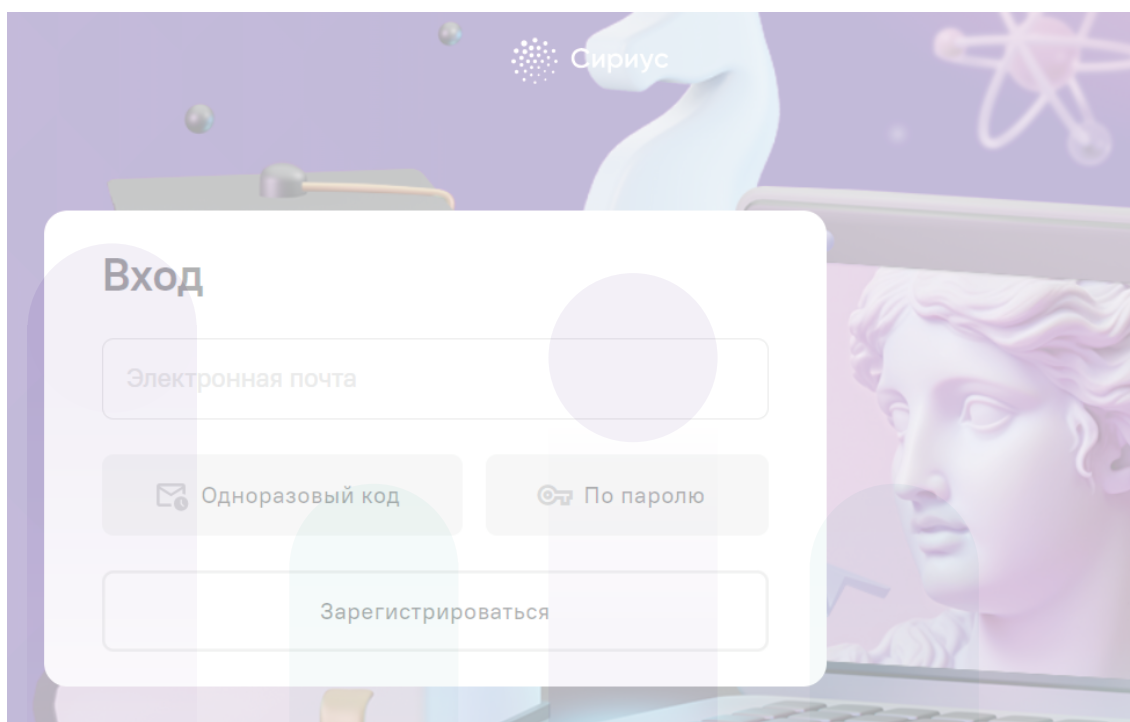 Сириус
Вход
Электронная почта
Одноразовый код
По паролю
Зарегистрироваться